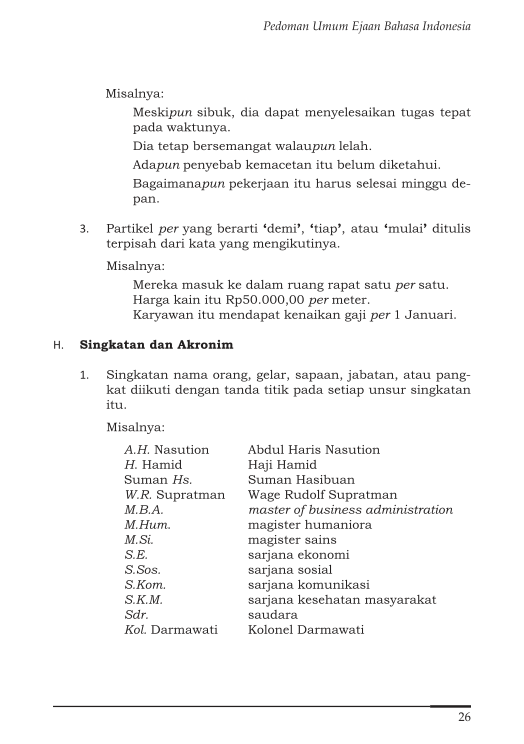 Pedoman Umum Ejaan Bahasa Indonesia
Misalnya:
Meskipun sibuk, dia dapat menyelesaikan tugas tepat
pada waktunya.
Dia tetap bersemangat walaupun lelah.
Adapun penyebab kemacetan itu belum diketahui.
Bagaimanapun pekerjaan itu harus selesai minggu de-
pan.
3. Partikel per yang berarti ‘demi’, ‘tiap’, atau ‘mulai’ ditulis
terpisah dari kata yang mengikutinya.
Misalnya:
Mereka masuk ke dalam ruang rapat satu per satu.
Harga kain itu Rp50.000,00 per meter.
Karyawan itu mendapat kenaikan gaji per 1 Januari.
H. Singkatan dan Akronim
1. Singkatan nama orang, gelar, sapaan, jabatan, atau pang-
kat diikuti dengan tanda titik pada setiap unsur singkatan
itu.
Misalnya:
A.H. Nasution Abdul Haris Nasution
H. Hamid Haji Hamid
Suman Hs. Suman Hasibuan
W.R. Supratman Wage Rudolf Supratman
M.B.A. master of business administration
M.Hum. magister humaniora
M.Si. magister sains
S.E. sarjana ekonomi
S.Sos. sarjana sosial
S.Kom. sarjana komunikasi
S.K.M. sarjana kesehatan masyarakat
Sdr. saudara
Kol. Darmawati Kolonel Darmawati
26